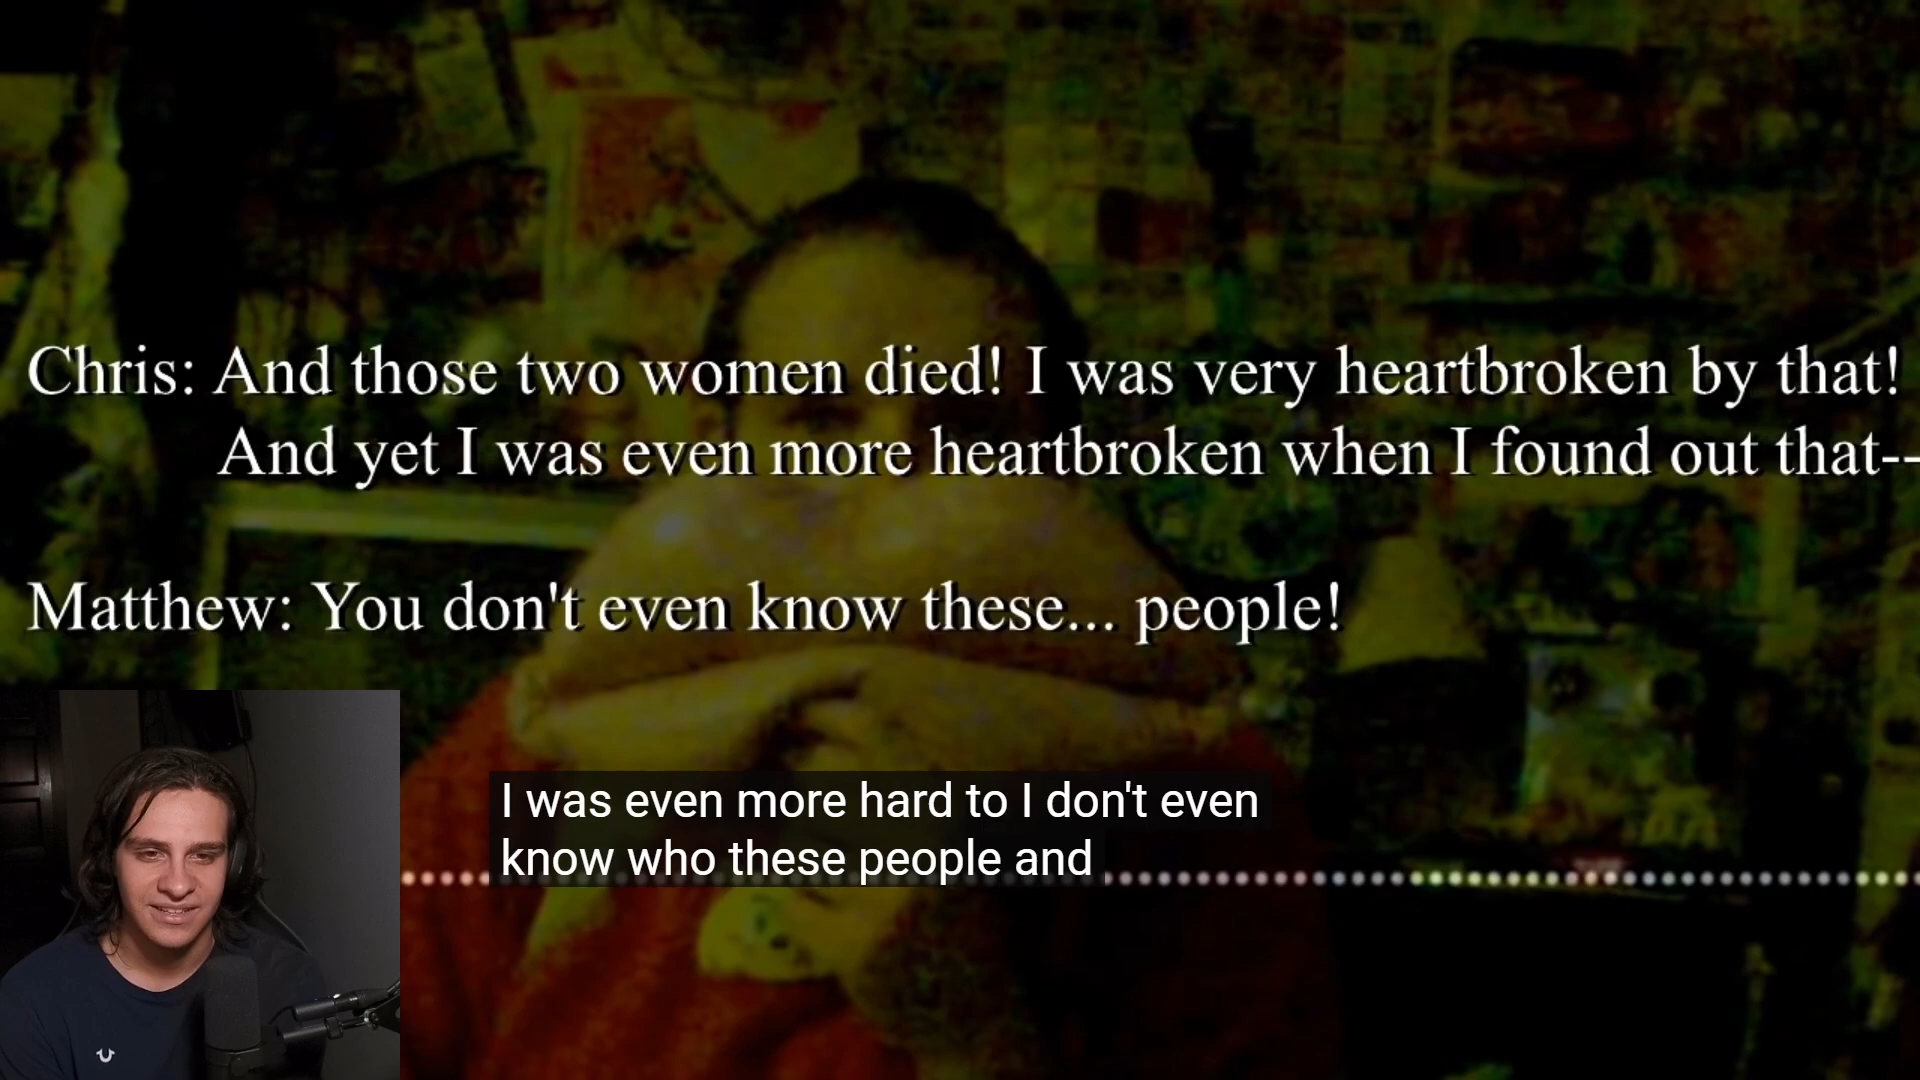 Chris: And those two women died! I was very heartbroken by that!
And yet I was even more heartbroken when I found out that--
Matthew: You don't even know these... people!
I was even more hard to I don't even
know who these people and